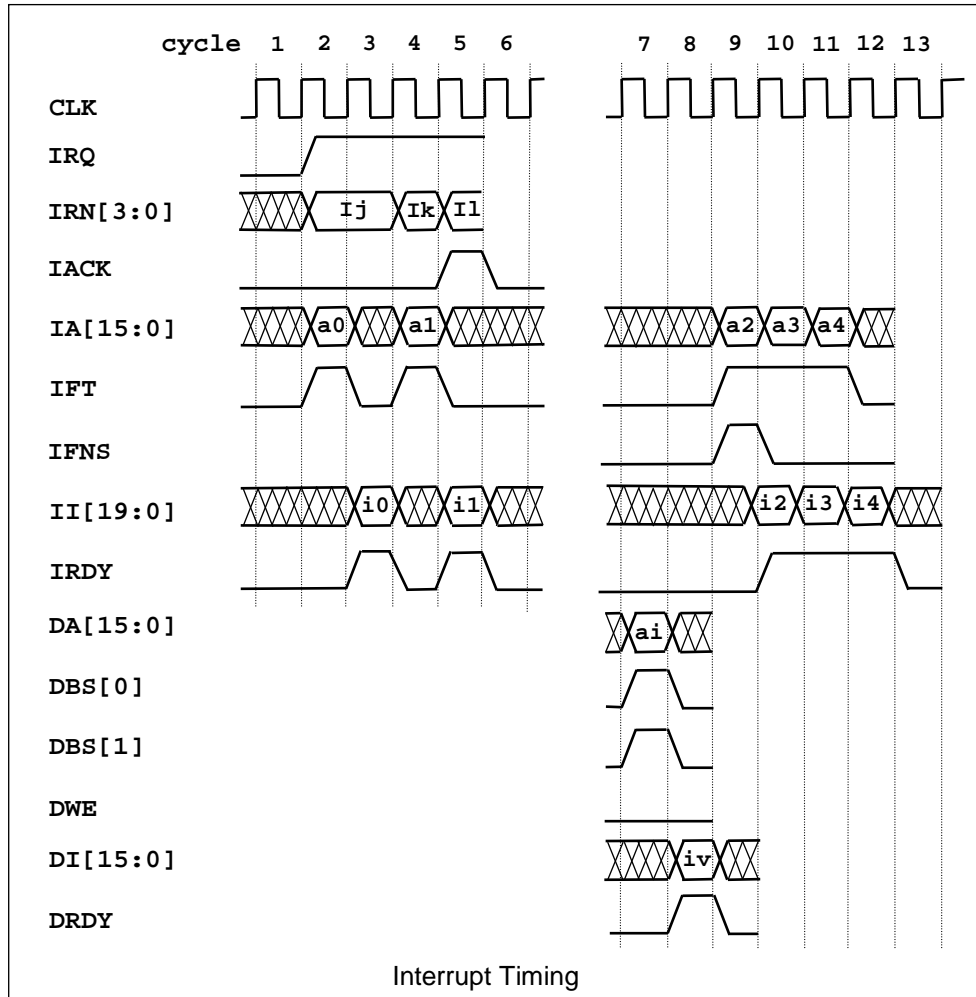 cycle 1 2 3 4 5 6 7 8 9 10 11 12 13
CLK
IRQ
IRN[3:0] Ij Ik Il
IACK
IA[15:0] a0 a1 a2 a3 a4
IFT
IFNS
II[19:0] i0 i1 i2 i3 i4
IRDY
DA[15:0] ai
DBS[0]
DBS[1]
DWE
DI[15:0] iv
DRDY
Interrupt Timing